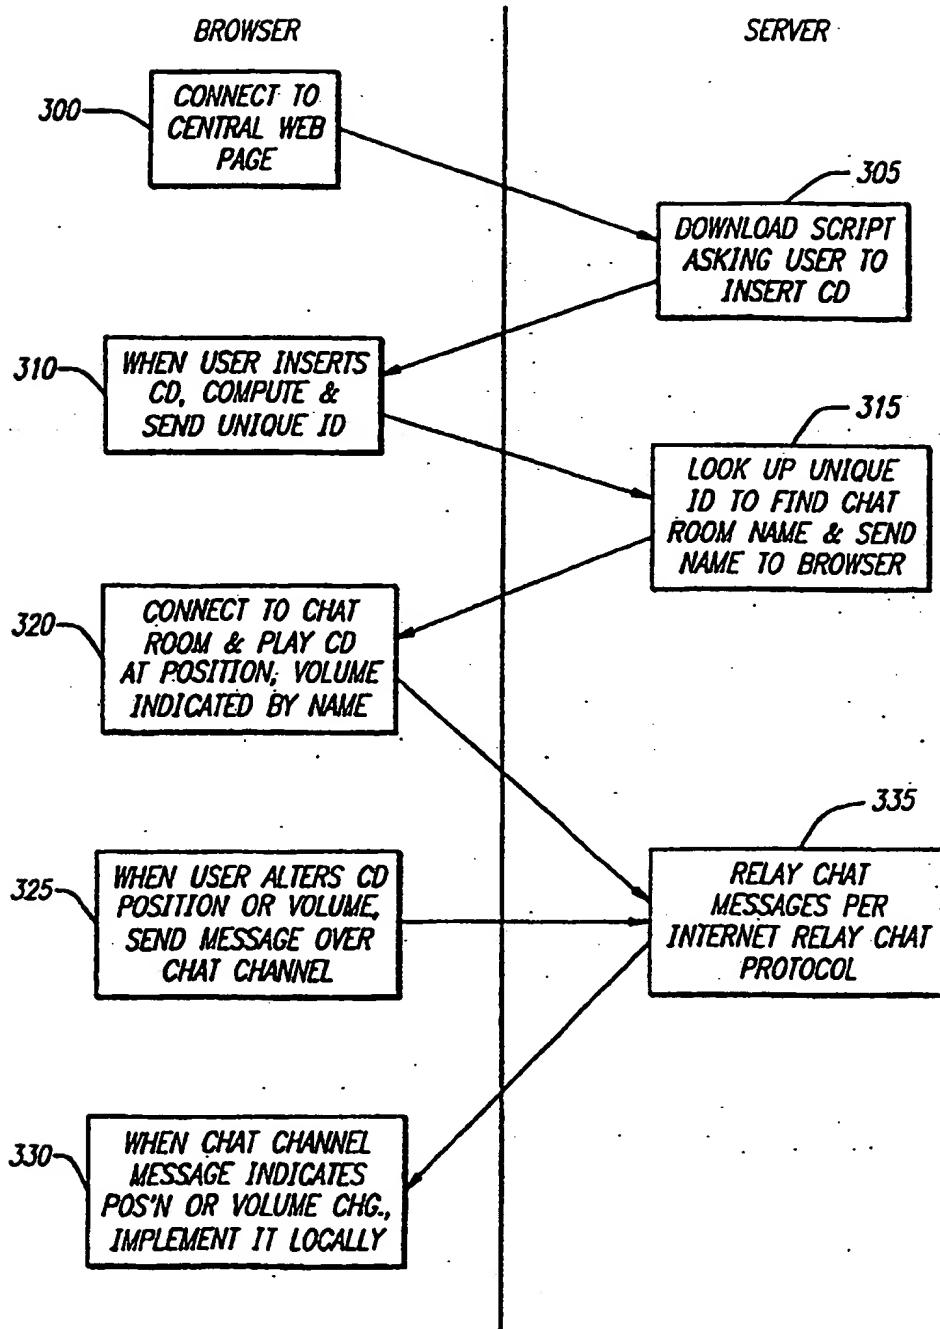 BROWSER
SERVER
300
CONNECT TO
CENTRAL WEB
PAGE
305
DOWNLOAD SCRIPT
ASKING USER TO
INSERT CD
310
WHEN USER INSERTS
CD, COMPUTE &
SEND UNIQUE ID
315
LOOK UP UNIQUE
ID TO FIND CHAT
ROOM NAME & SEND
NAME TO BROWSER
320
CONNECT TO CHAT
ROOM & PLAY CD
AT POSITION, VOLUME
INDICATED BY NAME
335
RELAY CHAT
MESSAGES PER
INTERNET RELAY CHAT
PROTOCOL
325
WHEN USER ALTERS CD
POSITION OR VOLUME,
SEND MESSAGE OVER
CHAT CHANNEL
330
WHEN CHAT CHANNEL
MESSAGE INDICATES
POS'N OR VOLUME CHG.,
IMPLEMENT IT LOCALLY